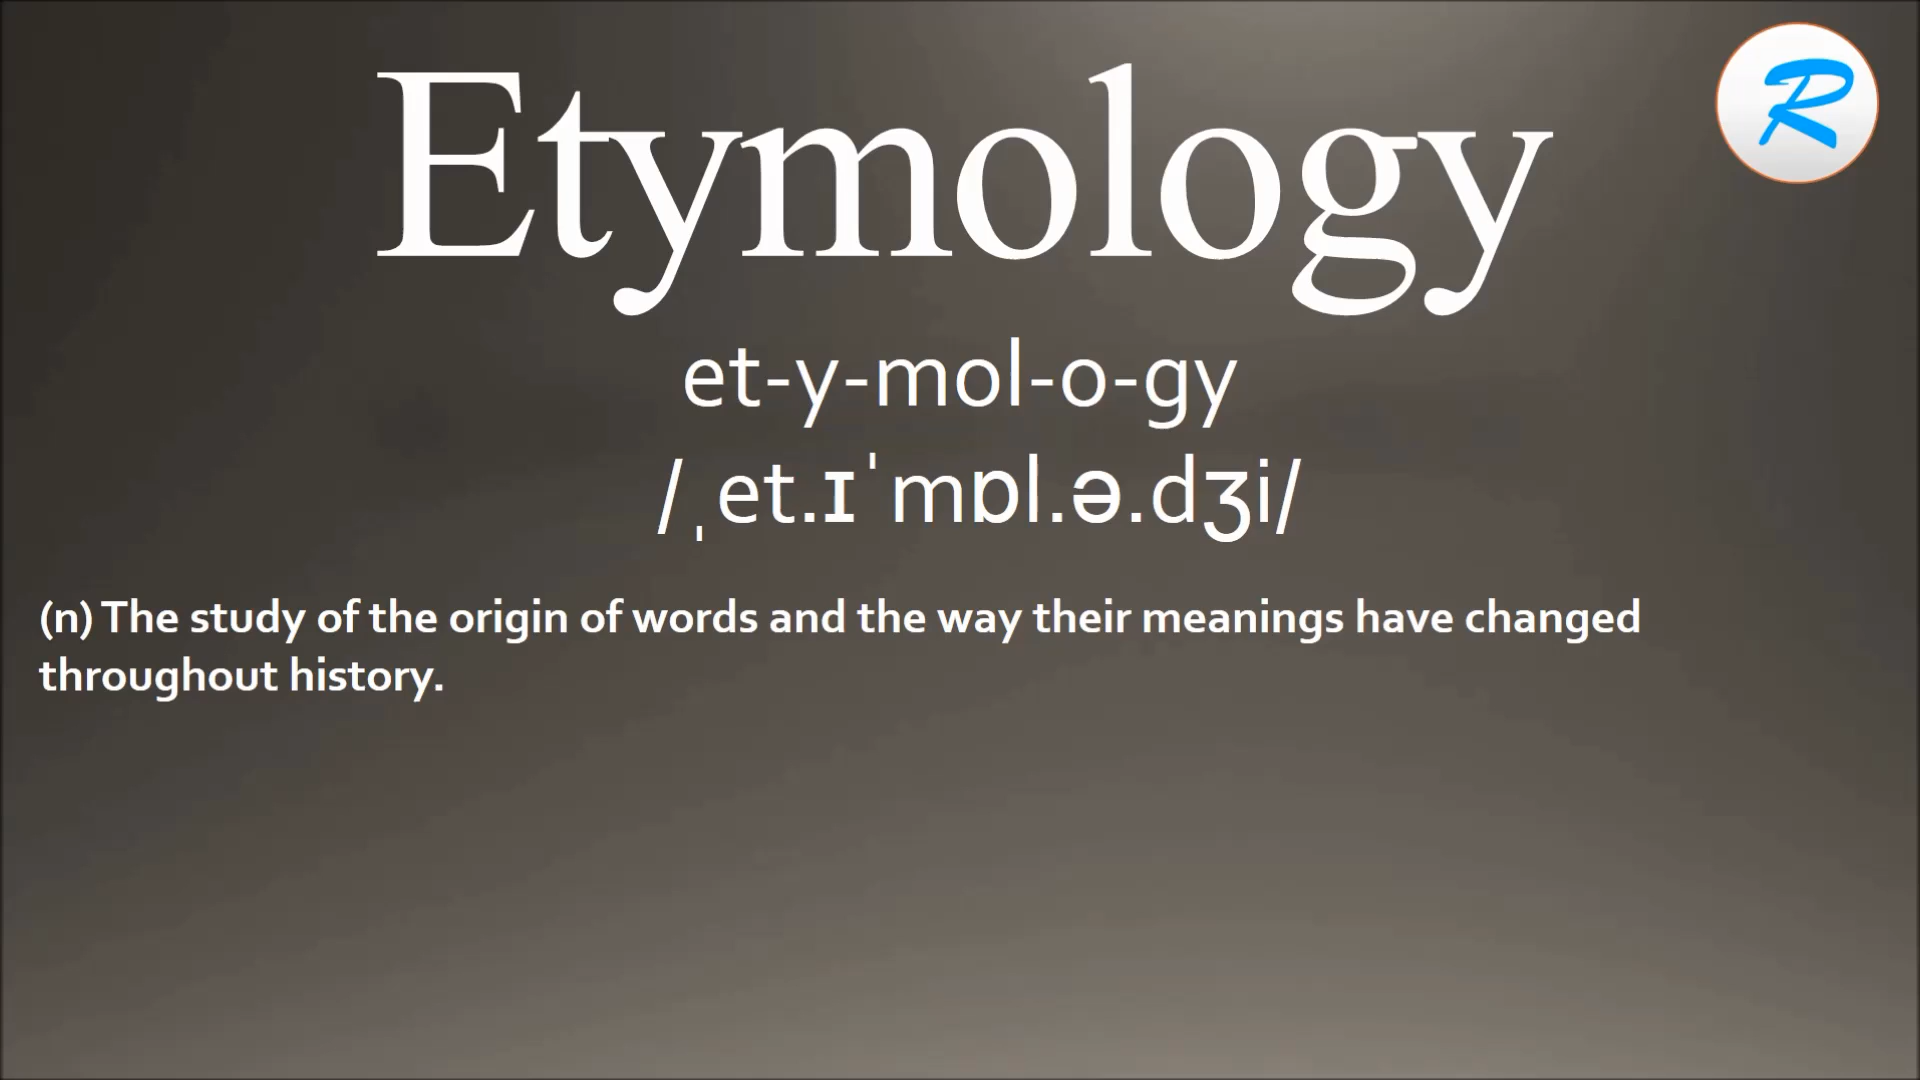 Etymology
R
et-y-mol-o-gy
/ˌet.ɪˈmɒl.ə.dʒi/
(n) The study of the origin of words and the way their meanings have changed
throughout history.